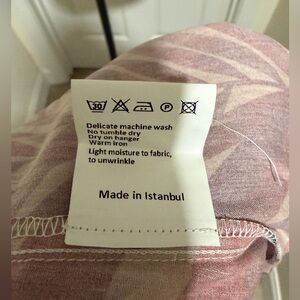 30 P
Delicate machine wash
No tumble dry
Dry on hanger
Warm iron
Light moisture to fabric,
to unwrinkle
Made in Istanbul